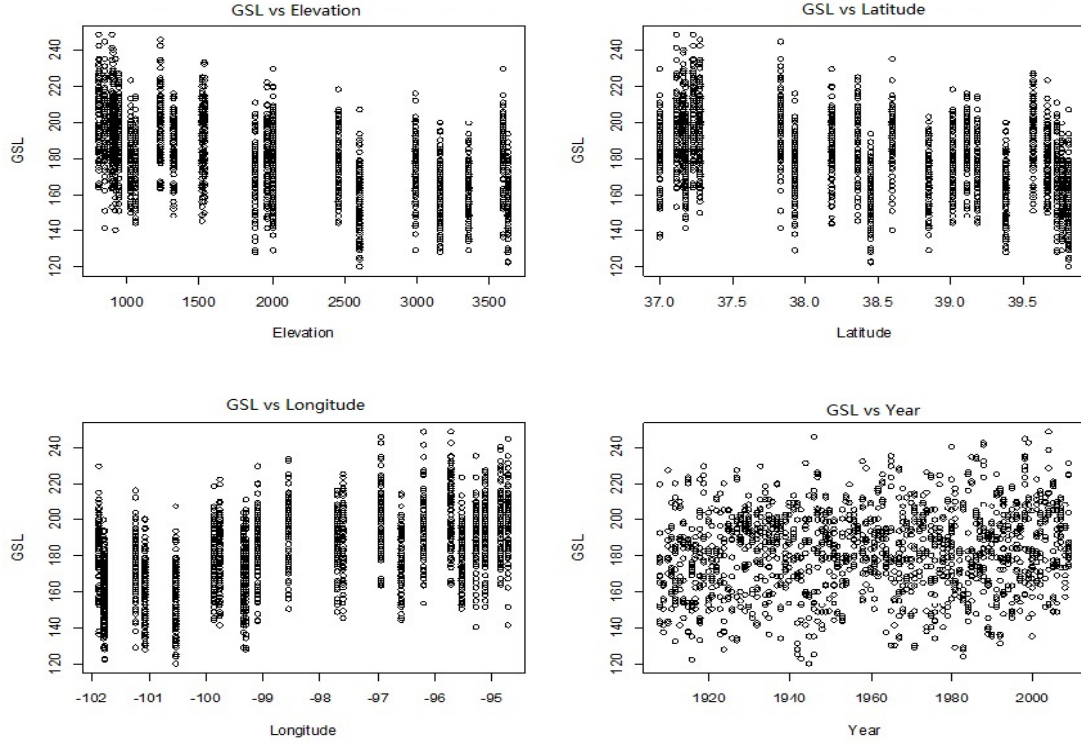 GSL vs Elevation
GSL
120 140 160 180 200 220 240
1000 1500 2000 2500 3000 3500
Elevation
GSL vs Latitude
GSL
120 140 160 180 200 220 240
37.0 37.5 38.0 38.5 39.0 39.5
Latitude
GSL vs Longitude
GSL
120 140 160 180 200 220 240
-102 -101 -100 -99 -98 -97 -96 -95
Longitude
GSL vs Year
GSL
120 140 160 180 200 220 240
1920 1940 1960 1980 2000
Year